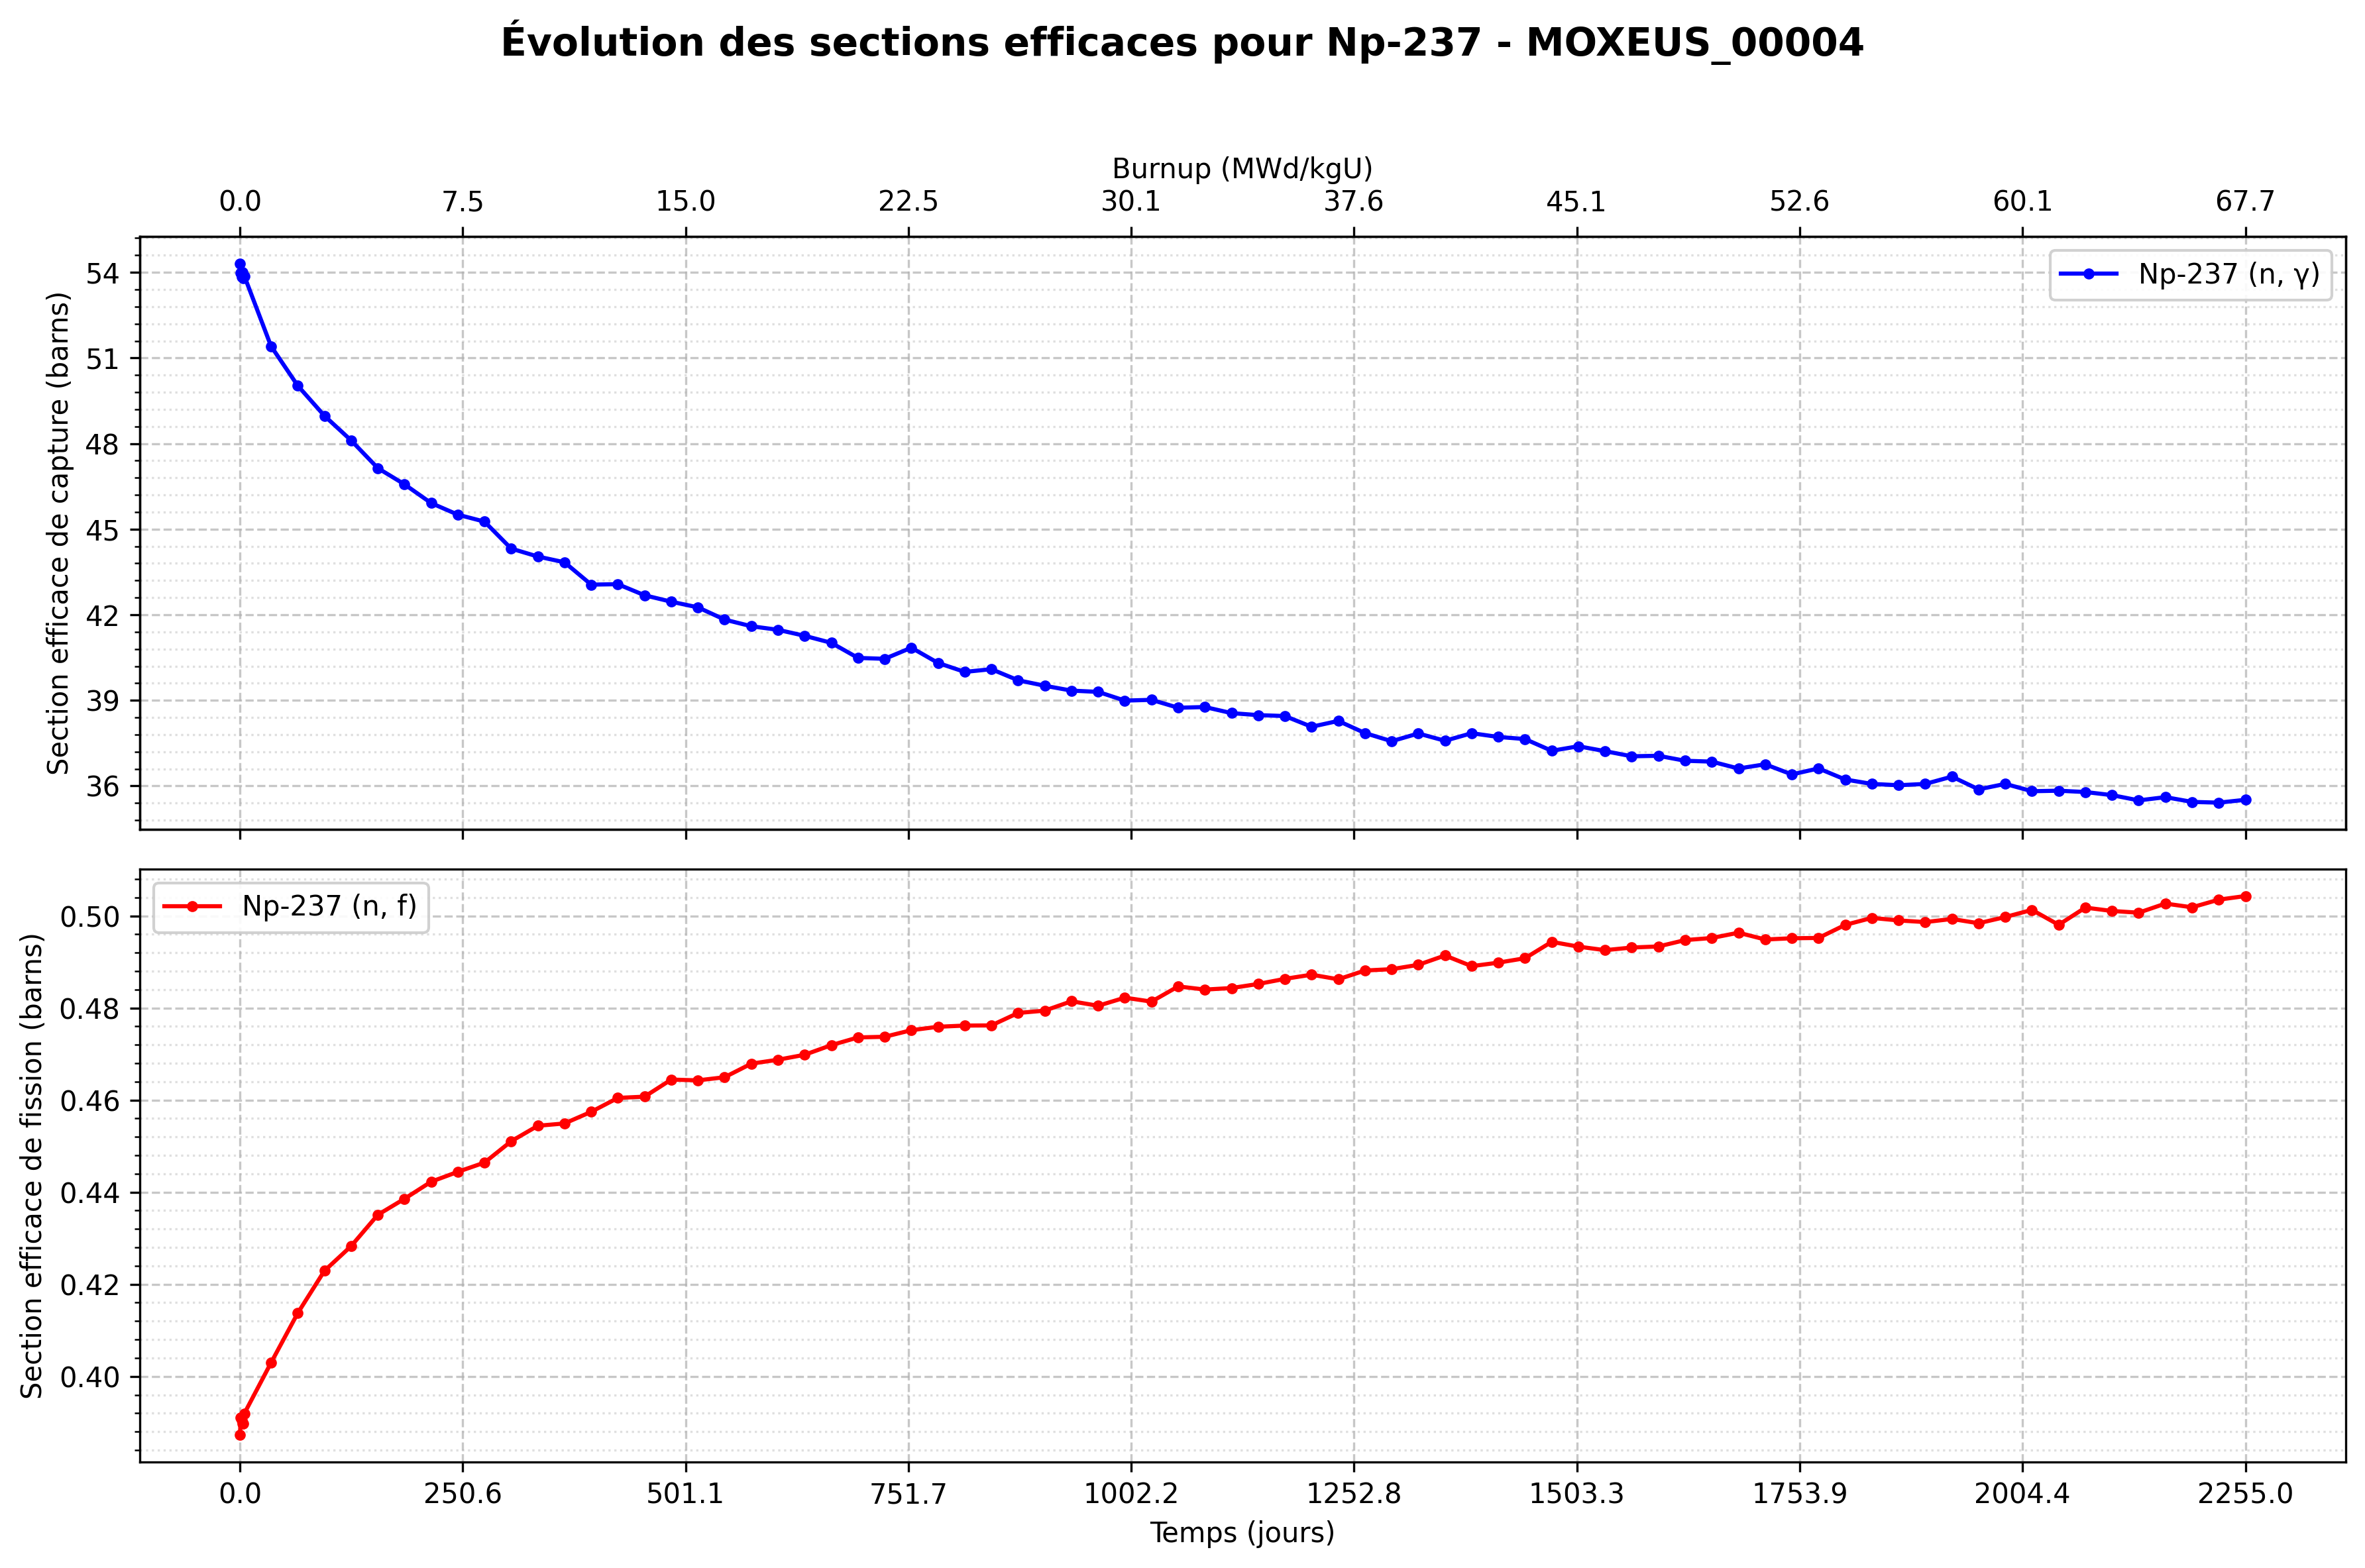 Évolution des sections efficaces pour Np-237 - MOXEUS_00004
Burnup (MWd/kgU)
0.0 7.5 15.0 22.5 30.1 37.6 45.1 52.6 60.1 67.7
Section efficace de capture (barns)
54
51
48
45
42
39
36
Np-237 (n, γ)
Section efficace de fission (barns)
0.50
0.48
0.46
0.44
0.42
0.40
Np-237 (n, f)
0.0 250.6 501.1 751.7 1002.2 1252.8 1503.3 1753.9 2004.4 2255.0
Temps (jours)